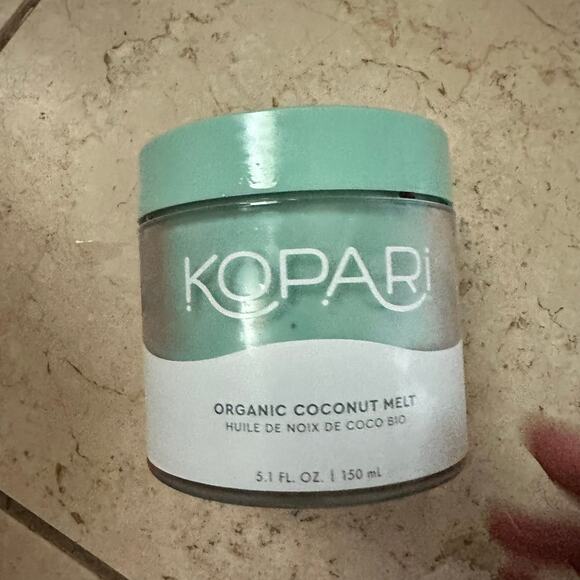 KOPARi
ORGANIC COCONUT MELT
HUILE DE NOIX DE COCO BIO
5.1 FL. OZ. | 150 mL